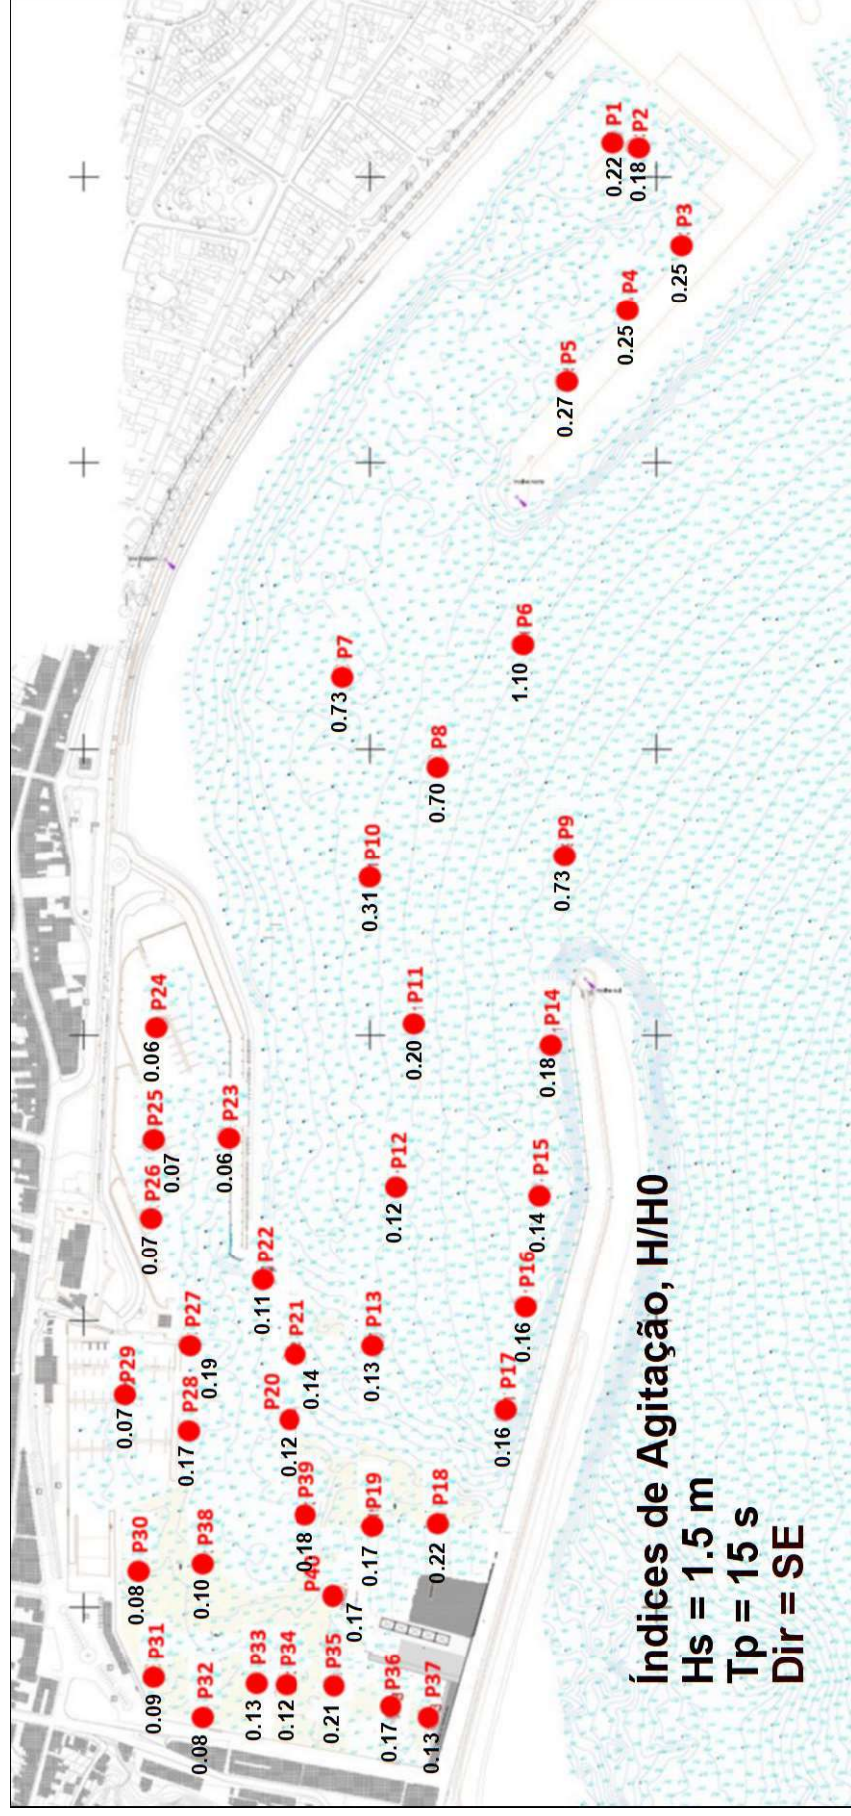 P1
0.22
P2
0.18
P3
0.25
P4
0.25
P5
0.27
P6
1.10
P7
0.73
P8
0.70
P9
0.73
P10
0.31
P11
0.20
P12
0.12
P13
0.13
P14
0.18
P15
0.14
P16
0.16
P17
0.16
P18
0.22
P19
0.17
P20
0.12
P21
0.14
P22
0.11
P23
0.06
P24
0.06
P25
0.07
P26
0.07
P27
0.19
P28
0.17
P29
0.07
P30
0.08
P31
0.09
P32
0.08
P33
0.13
P34
0.12
P35
0.21
P36
0.17
P37
0.13
P38
0.10
P39
0.18
P40
0.17
Índices de Agitação, H/H0
Hs = 1.5 m
Tp = 15 s
Dir = SE